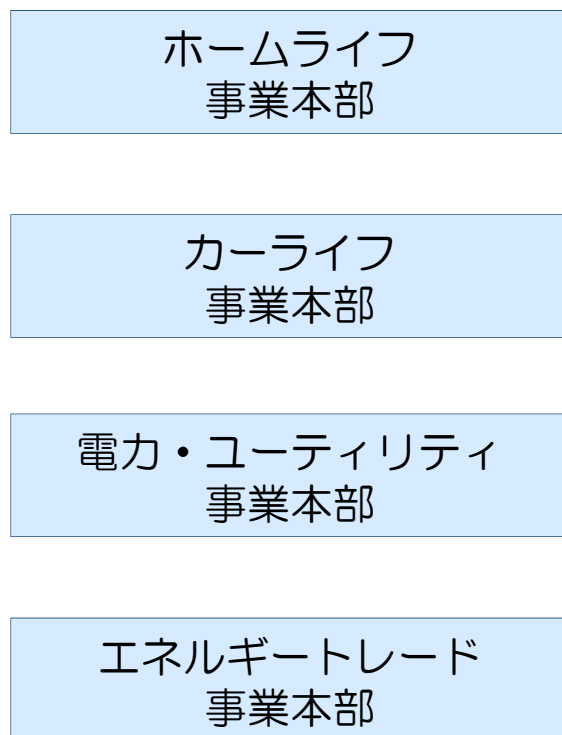 ホームライフ
事業本部
カーライフ
事業本部
電力・ユーティリティ
事業本部
エネルギートレード
事業本部